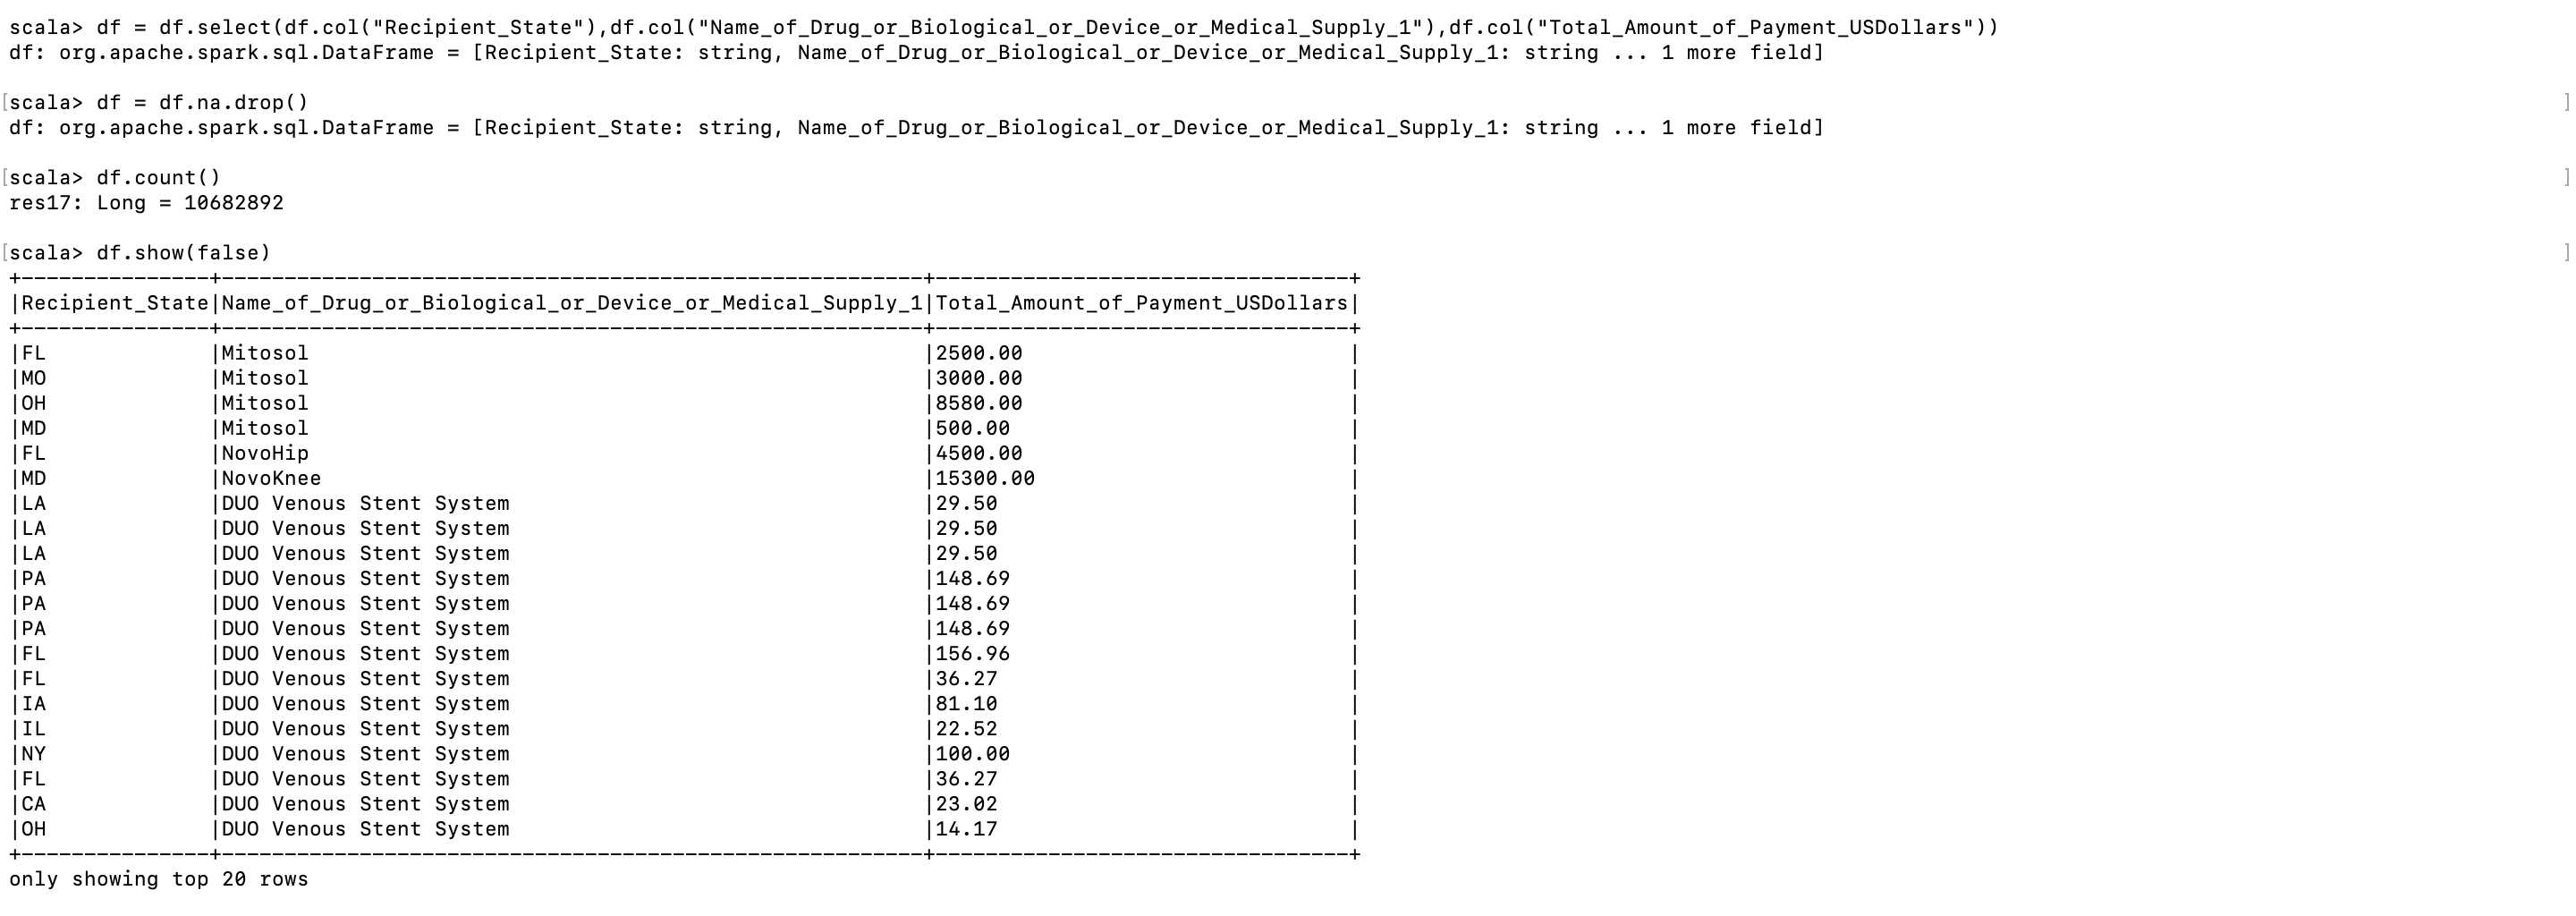 scala> df = df.select(df.col("Recipient_State"),df.col("Name_of_Drug_or_Biological_or_Device_or_Medical_Supply_1"),df.col("Total_Amount_of_Payment_USDollars"))
df: org.apache.spark.sql.DataFrame = [Recipient_State: string, Name_of_Drug_or_Biological_or_Device_or_Medical_Supply_1: string ... 1 more field]
[scala> df = df.na.drop() ]
df: org.apache.spark.sql.DataFrame = [Recipient_State: string, Name_of_Drug_or_Biological_or_Device_or_Medical_Supply_1: string ... 1 more field]
[scala> df.count() ]
res17: Long = 10682892
[scala> df.show(false) ]
+---------------+--------------------------------------------------------+---------------------------------+
|Recipient_State|Name_of_Drug_or_Biological_or_Device_or_Medical_Supply_1|Total_Amount_of_Payment_USDollars|
+---------------+--------------------------------------------------------+---------------------------------+
|FL             |Mitosol                                                 |2500.00                          |
|MO             |Mitosol                                                 |3000.00                          |
|OH             |Mitosol                                                 |8580.00                          |
|MD             |Mitosol                                                 |500.00                           |
|FL             |NovoHip                                                 |4500.00                          |
|MD             |NovoKnee                                                |15300.00                         |
|LA             |DUO Venous Stent System                                 |29.50                            |
|LA             |DUO Venous Stent System                                 |29.50                            |
|LA             |DUO Venous Stent System                                 |29.50                            |
|PA             |DUO Venous Stent System                                 |148.69                           |
|PA             |DUO Venous Stent System                                 |148.69                           |
|PA             |DUO Venous Stent System                                 |148.69                           |
|FL             |DUO Venous Stent System                                 |156.96                           |
|FL             |DUO Venous Stent System                                 |36.27                            |
|IA             |DUO Venous Stent System                                 |81.10                            |
|IL             |DUO Venous Stent System                                 |22.52                            |
|NY             |DUO Venous Stent System                                 |100.00                           |
|FL             |DUO Venous Stent System                                 |36.27                            |
|CA             |DUO Venous Stent System                                 |23.02                            |
|OH             |DUO Venous Stent System                                 |14.17                            |
+---------------+--------------------------------------------------------+---------------------------------+
only showing top 20 rows